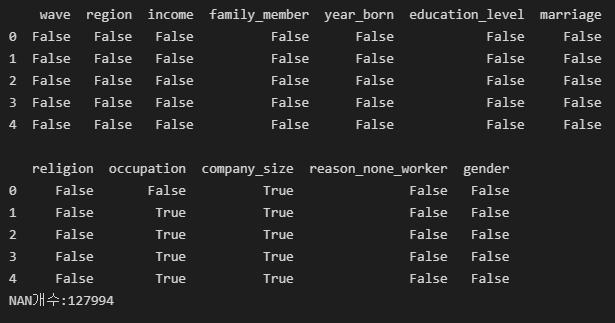 wave region income family_member year_born education_level marriage
0 False False False False False False False
1 False False False False False False False
2 False False False False False False False
3 False False False False False False False
4 False False False False False False False
religion occupation company_size reason_none_worker gender
0 False False True False False
1 False True True False False
2 False True True False False
3 False True True False False
4 False True True False False
NAN개수:127994